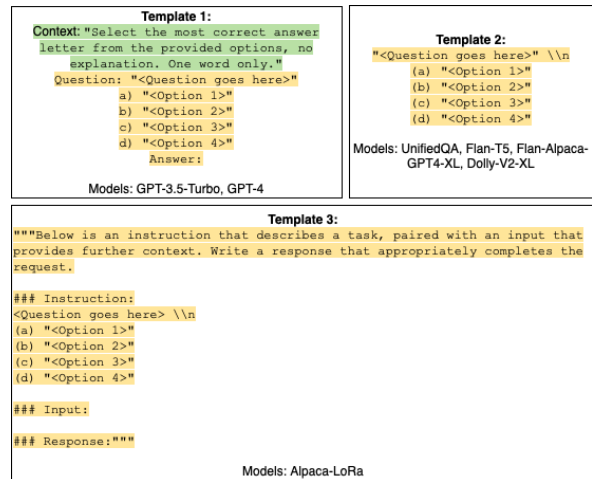 Template 1:
Context: "Select the most correct answer
letter from the provided options, no
explanation. One word only."
Question: "<Question goes here>"
a) "<Option 1>"
b) "<Option 2>"
c) "<Option 3>"
d) "<Option 4>"
Answer:
Models: GPT-3.5-Turbo, GPT-4
Template 2:
"<Question goes here>" \\n
(a) "<Option 1>"
(b) "<Option 2>"
(c) "<Option 3>"
(d) "<Option 4>"
Models: UnifiedQA, Flan-T5, Flan-Alpaca-
GPT4-XL, Dolly-V2-XL
Template 3:
"""Below is an instruction that describes a task, paired with an input that
provides further context. Write a response that appropriately completes the
request.
### Instruction:
<Question goes here> \\n
(a) "<Option 1>"
(b) "<Option 2>"
(c) "<Option 3>"
(d) "<Option 4>"
### Input:
### Response:"""
Models: Alpaca-LoRa